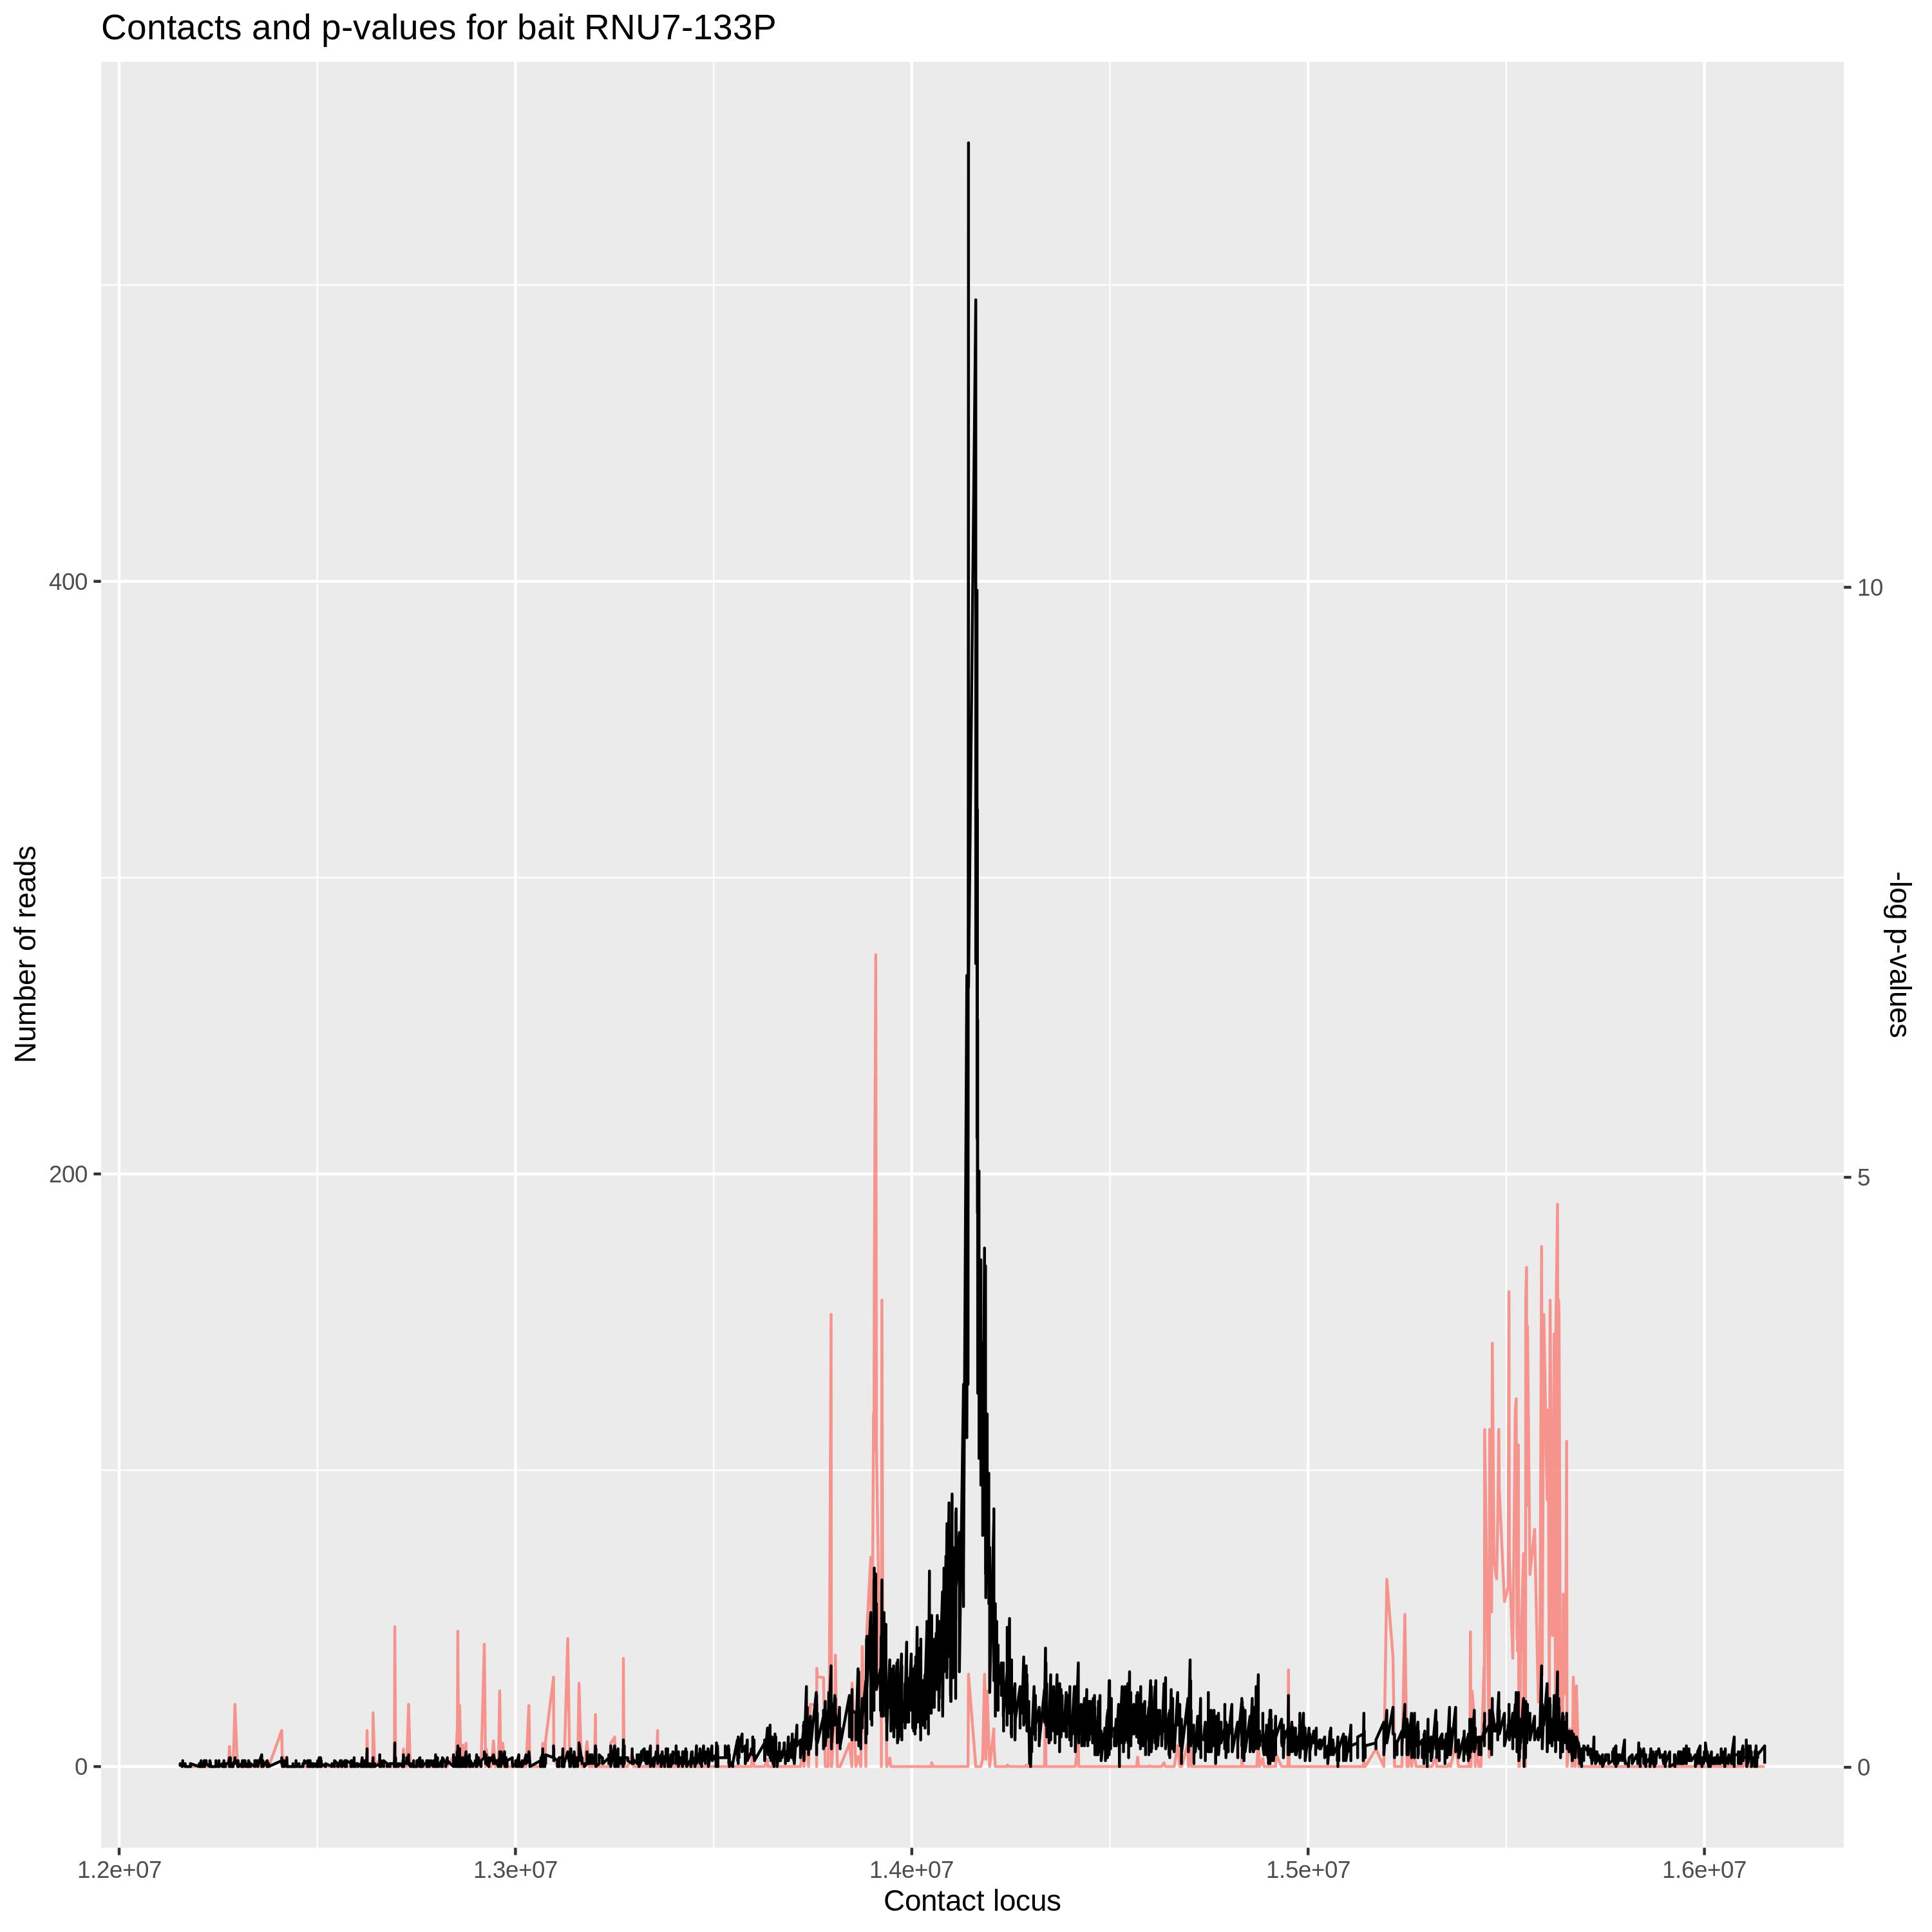 Contacts and p-values for bait RNU7-133P
Number of reads
400
200
0
10
5
0
-log p-values
1.2e+07
1.3e+07
1.4e+07
1.5e+07
1.6e+07
Contact locus